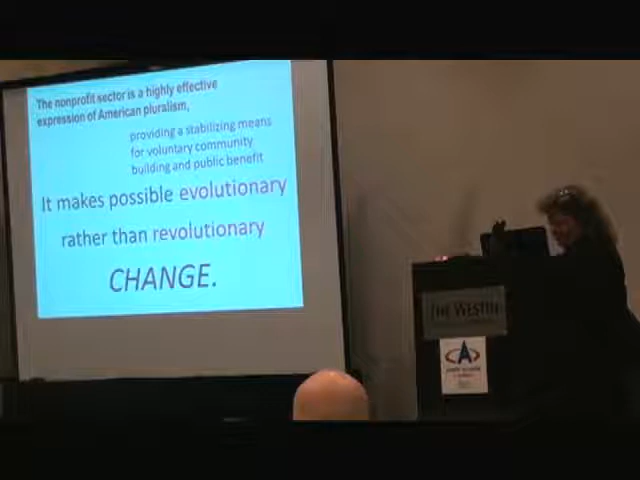 The nonprofit sector is a highly effective
expression of American pluralism,
providing a stabilizing means
for voluntary community
building and public benefit
It makes possible evolutionary
rather than revolutionary
CHANGE.
THE WESTIN